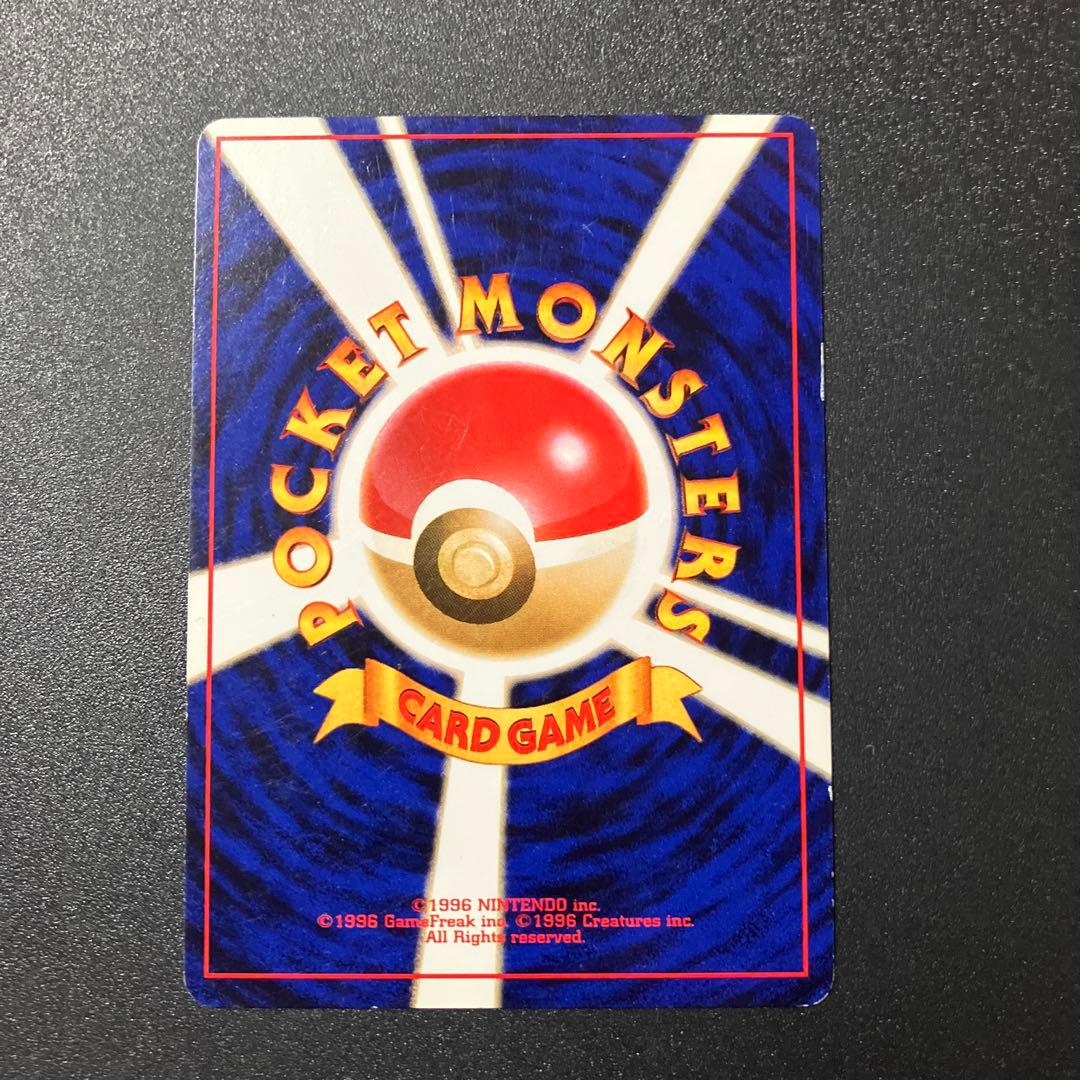 POCKET MONSTERS
CARD GAME
©1996 NINTENDO inc.
©1996 GameFreak inc. ©1996 Creatures inc.
All Rights reserved.